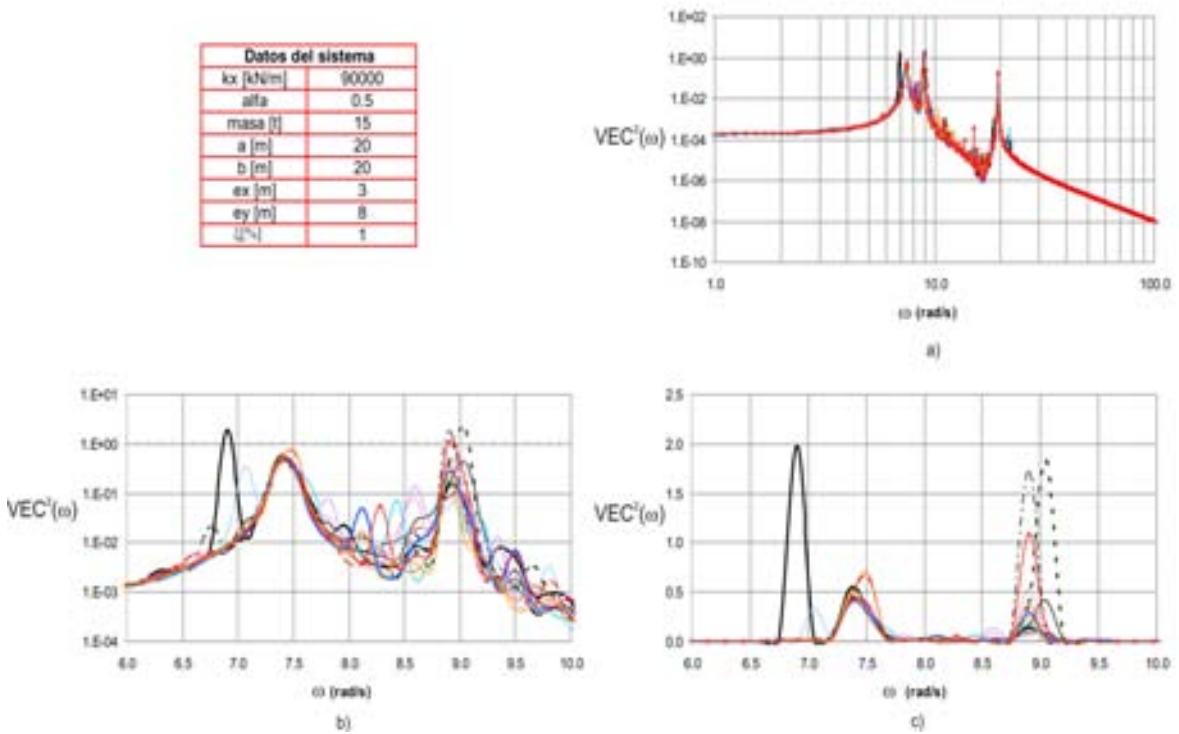 Datos del sistema
kx [kN/m] 90000
alfa 0.5
masa [t] 15
a [m] 20
b [m] 20
ex [m] 3
ey [m] 8
1
1.E+02
1.E+00
1.E-02
1.E-04
1.E-06
1.E-08
1.E-10
VEC²(ω)
1.0 10.0 100.0
ω (rad/s)
a)
1.E+01
1.E+00
1.E-01
1.E-02
1.E-03
1.E-04
VEC²(ω)
6.0 6.5 7.0 7.5 8.0 8.5 9.0 9.5 10.0
ω (rad/s)
b)
2.5
2.0
1.5
1.0
0.5
0.0
VEC²(ω)
6.0 6.5 7.0 7.5 8.0 8.5 9.0 9.5 10.0
ω (rad/s)
c)